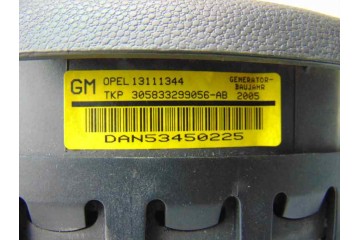 GM OPEL 13111344 GENERATOR-
BAUJAHR
TKP 305833299056-AB 2005
DAN53450225